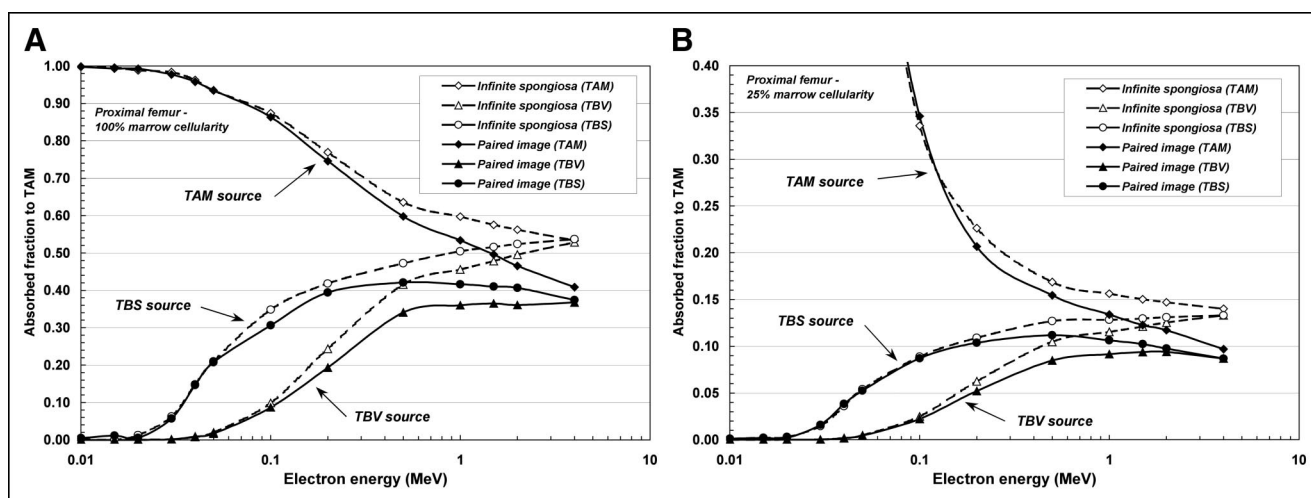 A
Absorbed fraction to TAM
1.00
0.90
0.80
0.70
0.60
0.50
0.40
0.30
0.20
0.10
0.00
Proximal femur -
100% marrow cellularity
Infinite spongiosa (TAM)
Infinite spongiosa (TBV)
Infinite spongiosa (TBS)
Paired image (TAM)
Paired image (TBV)
Paired image (TBS)
TAM source
TBS source
TBV source
0.01
0.1
1
10
Electron energy (MeV)
B
Absorbed fraction to TAM
0.40
0.35
0.30
0.25
0.20
0.15
0.10
0.05
0.00
Proximal femur -
25% marrow cellularity
Infinite spongiosa (TAM)
Infinite spongiosa (TBV)
Infinite spongiosa (TBS)
Paired image (TAM)
Paired image (TBV)
Paired image (TBS)
TAM source
TBS source
TBV source
0.01
0.1
1
10
Electron energy (MeV)